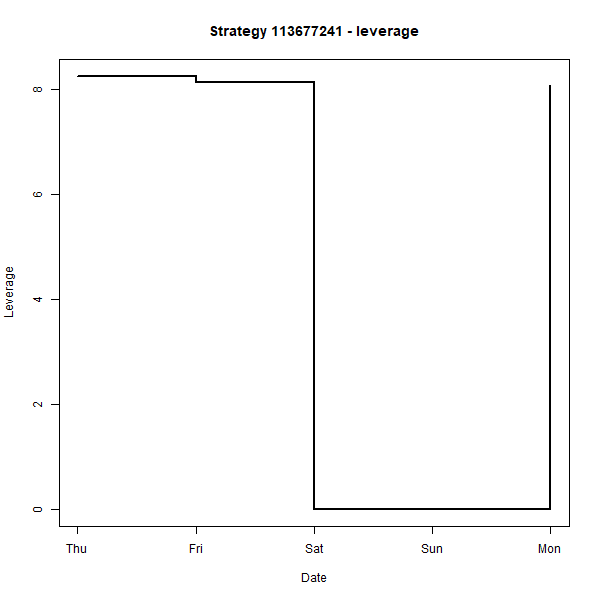 Strategy 113677241 - leverage
Leverage
8
6
4
2
0
Thu Fri Sat Sun Mon
Date